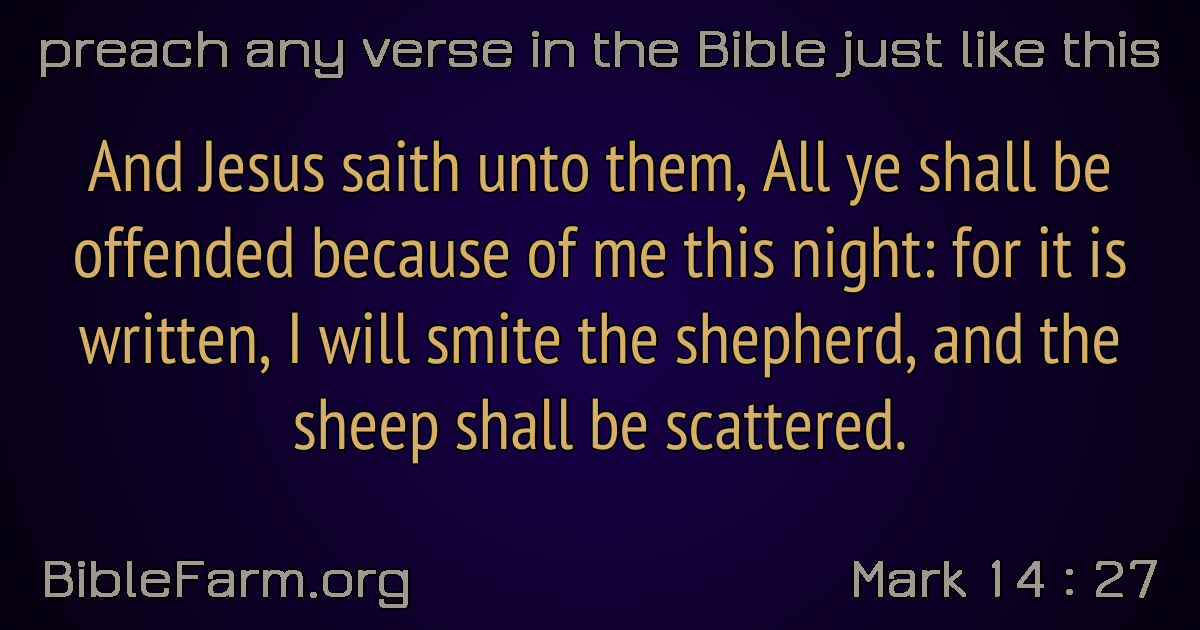 preach any verse in the Bible just like this
And Jesus saith unto them, All ye shall be
offended because of me this night: for it is
written, I will smite the shepherd, and the
sheep shall be scattered.
BibleFarm.org
Mark 14 : 27